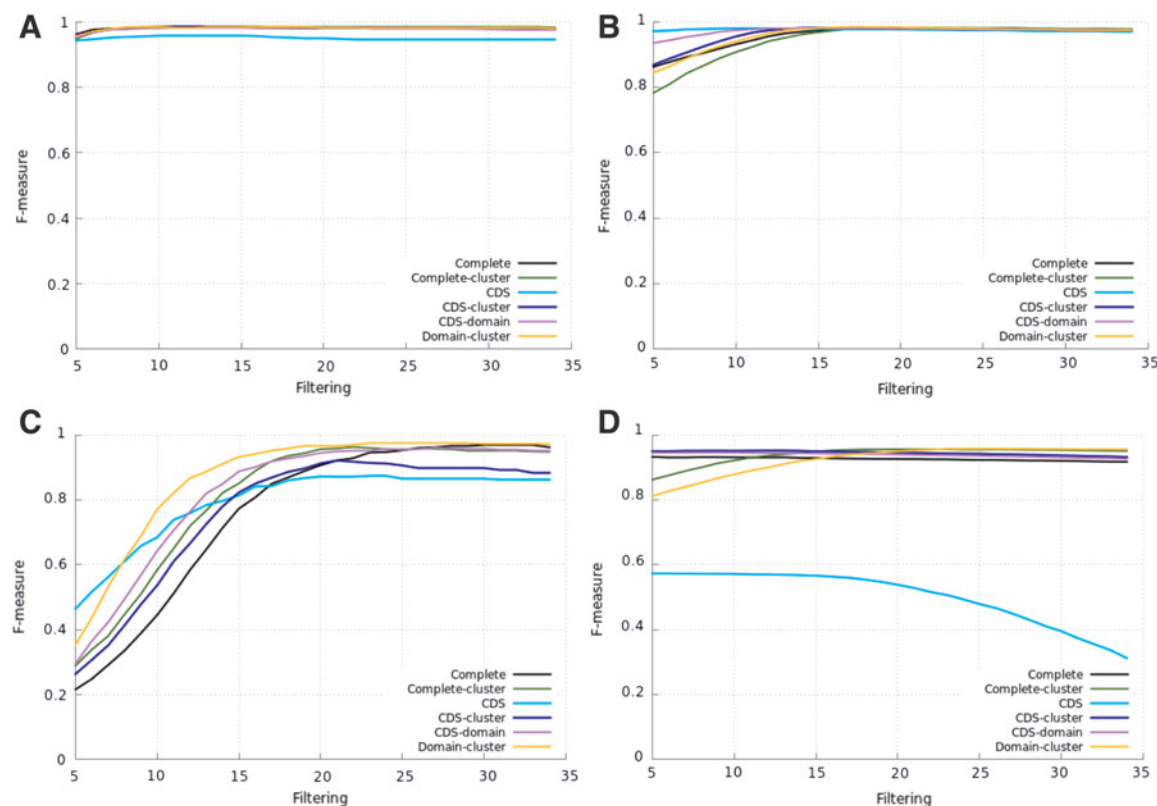 A
1
0.8
0.6
0.4
0.2
0
F-measure
Complete
Complete-cluster
CDS
CDS-cluster
CDS-domain
Domain-cluster
5 10 15 20 25 30 35
Filtering
B
1
0.8
0.6
0.4
0.2
0
F-measure
Complete
Complete-cluster
CDS
CDS-cluster
CDS-domain
Domain-cluster
5 10 15 20 25 30 35
Filtering
C
1
0.8
0.6
0.4
0.2
0
F-measure
Complete
Complete-cluster
CDS
CDS-cluster
CDS-domain
Domain-cluster
5 10 15 20 25 30 35
Filtering
D
1
0.8
0.6
0.4
0.2
0
F-measure
Complete
Complete-cluster
CDS
CDS-cluster
CDS-domain
Domain-cluster
5 10 15 20 25 30 35
Filtering